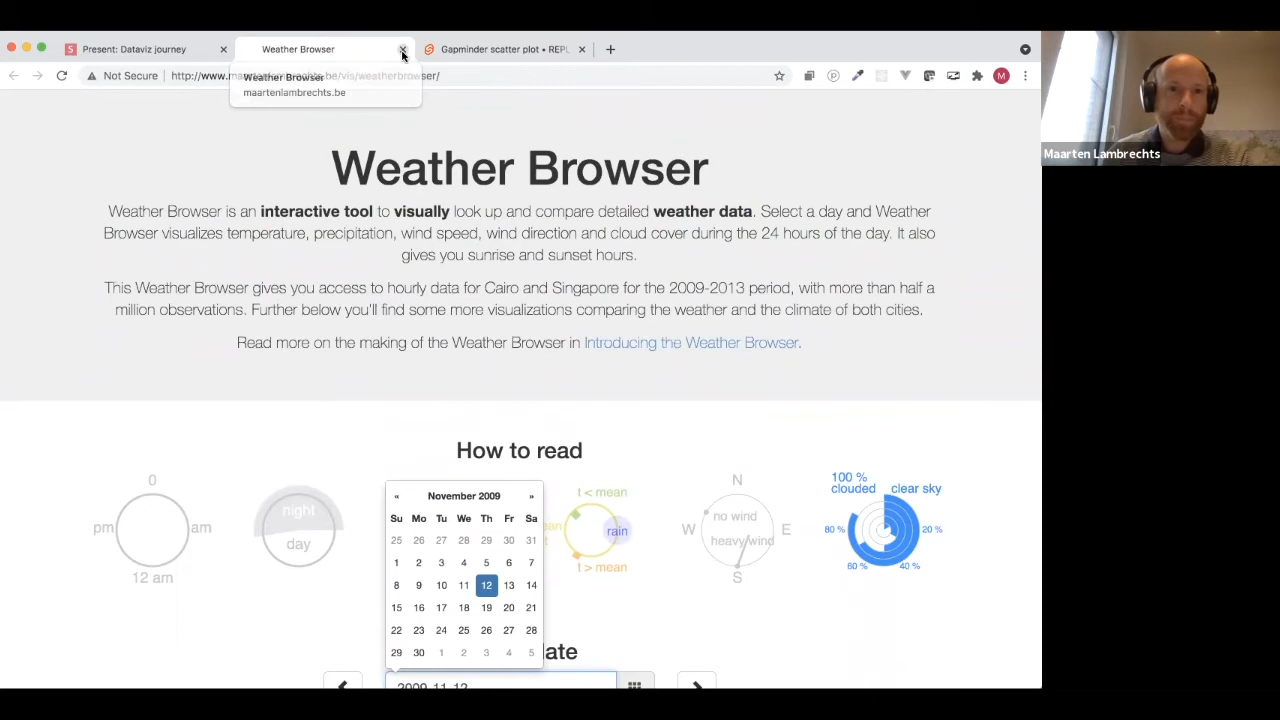 Present: Dataviz journey
Weather Browser
Gapminder scatter plot • REPL
Not Secure
http://www.maartenlambrechts.be/vis/weatherbrowser/
Weather Browser
maartenlambrechts.be
M
Maarten Lambrechts
Weather Browser
Weather Browser is an interactive tool to visually look up and compare detailed weather data. Select a day and Weather
Browser visualizes temperature, precipitation, wind speed, wind direction and cloud cover during the 24 hours of the day. It also
gives you sunrise and sunset hours.
This Weather Browser gives you access to hourly data for Cairo and Singapore for the 2009-2013 period, with more than half a
million observations. Further below you'll find some more visualizations comparing the weather and the climate of both cities.
Read more on the making of the Weather Browser in Introducing the Weather Browser.
How to read
0
pm
am
12 am
night
day
« November 2009 »
Su Mo Tu We Th Fr Sa
25 26 27 28 29 30 31
1 2 3 4 5 6 7
8 9 10 11 12 13 14
15 16 17 18 19 20 21
22 23 24 25 26 27 28
29 30 1 2 3 4 5
t < mean
rain
t > mean
N
W
E
S
no wind
heavy wind
100 %
clouded
clear sky
80 %
20 %
60 %
40 %
2009-11-12